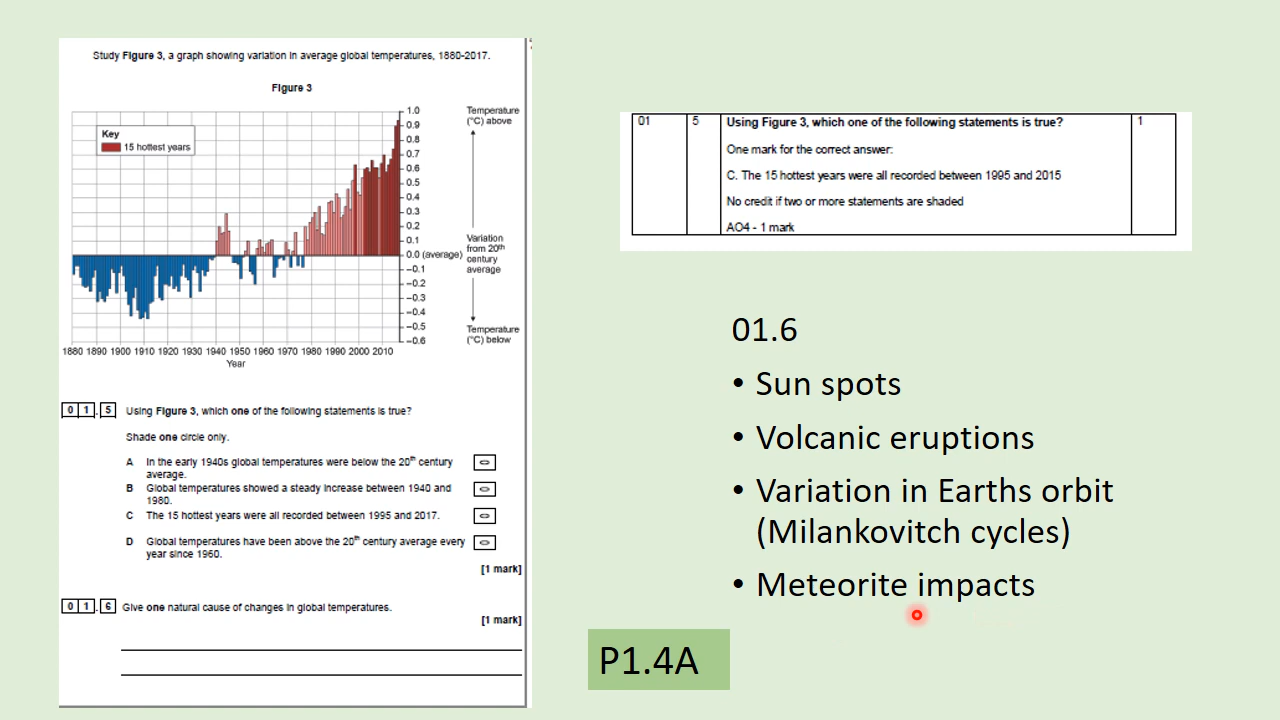 Study Figure 3, a graph showing variation in average global temperatures, 1880-2017.
Figure 3
Key
15 hottest years
1.0
0.9
0.8
0.7
0.6
0.5
0.4
0.3
0.2
0.1
0.0 (average)
−0.1
−0.2
−0.3
−0.4
−0.5
−0.6
Temperature
(°C) above
Variation
from 20th
century
average
Temperature
(°C) below
1880 1890 1900 1910 1920 1930 1940 1950 1960 1970 1980 1990 2000 2010
Year
0 1 . 5 Using Figure 3, which one of the following statements is true?
Shade one circle only.
A In the early 1940s global temperatures were below the 20th century
average.
B Global temperatures showed a steady increase between 1940 and
1980.
C The 15 hottest years were all recorded between 1995 and 2017.
D Global temperatures have been above the 20th century average every
year since 1960.
[1 mark]
0 1 . 6 Give one natural cause of changes in global temperatures.
[1 mark]
01 5 Using Figure 3, which one of the following statements is true? 1
One mark for the correct answer:
C. The 15 hottest years were all recorded between 1995 and 2015
No credit if two or more statements are shaded
AO4 - 1 mark
01.6
• Sun spots
• Volcanic eruptions
• Variation in Earths orbit
(Milankovitch cycles)
• Meteorite impacts
P1.4A